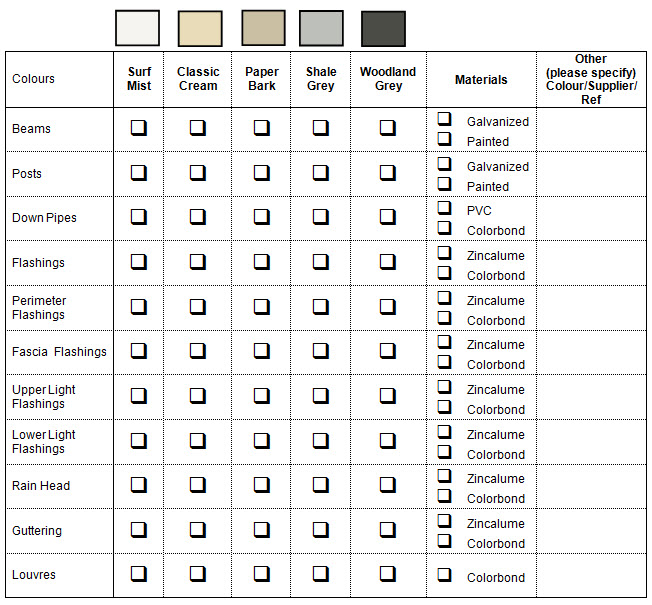 Colours
Surf
Mist
Classic
Cream
Paper
Bark
Shale
Grey
Woodland
Grey
Materials
Other
(please specify)
Colour/Supplier/
Ref
Beams
Galvanized
Painted
Posts
Galvanized
Painted
Down Pipes
PVC
Colorbond
Flashings
Zincalume
Colorbond
Perimeter
Flashings
Zincalume
Colorbond
Fascia Flashings
Zincalume
Colorbond
Upper Light
Flashings
Zincalume
Colorbond
Lower Light
Flashings
Zincalume
Colorbond
Rain Head
Zincalume
Colorbond
Guttering
Zincalume
Colorbond
Louvres
Colorbond